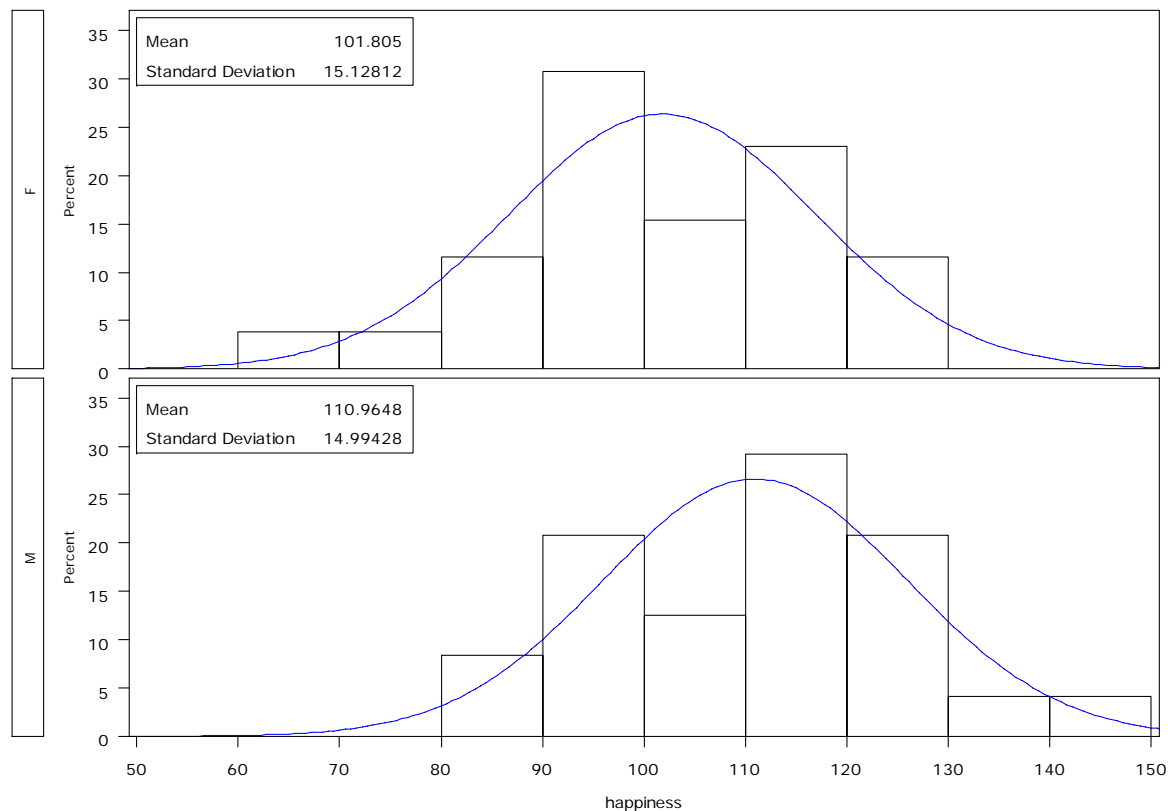 F
Percent
35
30
25
20
15
10
5
0
Mean 101.805
Standard Deviation 15.12812
M
Percent
35
30
25
20
15
10
5
0
Mean 110.9648
Standard Deviation 14.99428
50 60 70 80 90 100 110 120 130 140 150
happiness